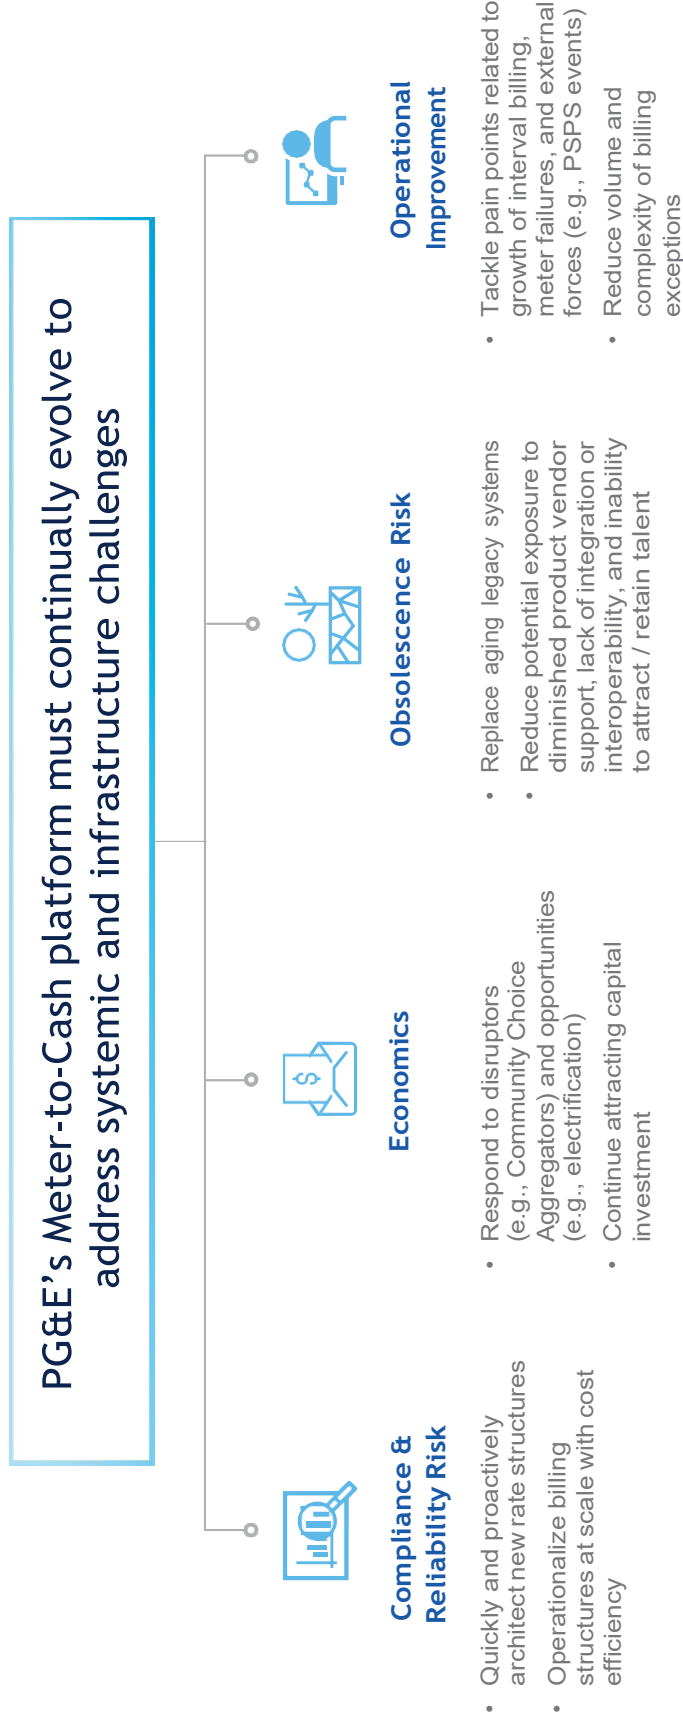 PG&E's Meter-to-Cash platform must continually evolve to
address systemic and infrastructure challenges
Compliance &
Reliability Risk
• Quickly and proactively
architect new rate structures
• Operationalize billing
structures at scale with cost
efficiency
Economics
• Respond to disruptors
(e.g., Community Choice
Aggregators) and opportunities
(e.g., electrification)
• Continue attracting capital
investment
Obsolescence Risk
• Replace aging legacy systems
• Reduce potential exposure to
diminished product vendor
support, lack of integration or
interoperability, and inability
to attract / retain talent
Operational
Improvement
• Tackle pain points related to
growth of interval billing,
meter failures, and external
forces (e.g., PSPS events)
• Reduce volume and
complexity of billing
exceptions
$